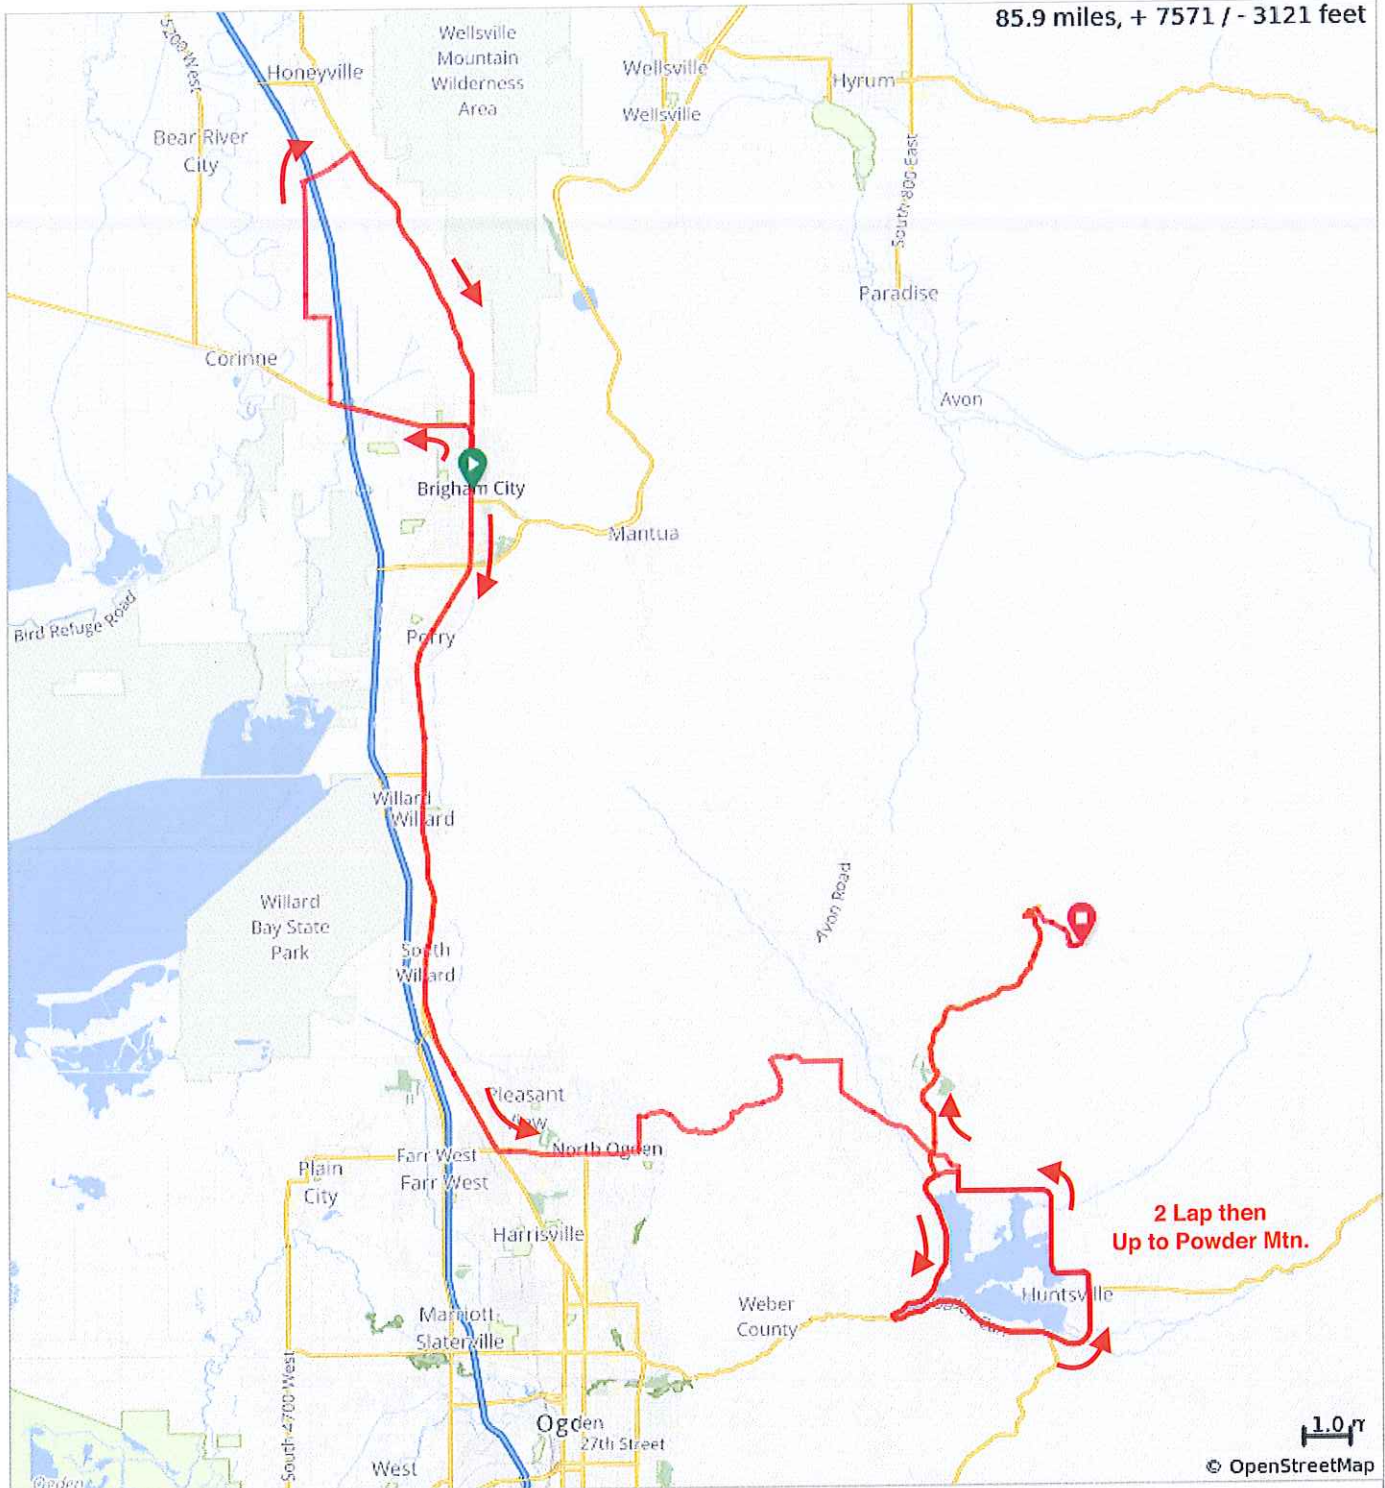 85.9 miles, + 7571 / - 3121 feet
5200 West
Honeyville
Wellsville
Mountain
Wilderness
Area
Wellsville
Wellsville
Hyrum
Bear River
City
South 800 East
Paradise
Corinne
Avon
Brigham City
Mantua
Bird Refuge Road
Perry
Willard
Willard
Avon Road
Willard
Bay State
Park
South
Willard
Pleasant
View
North Ogden
Farr West
Farr West
Plain
City
Harrisville
2 Lap then
Up to Powder Mtn.
Huntsville
Weber
County
Marriott-
Slaterville
South 4700 West
Ogden
27th Street
West
Ogden
1.0 m
© OpenStreetMap